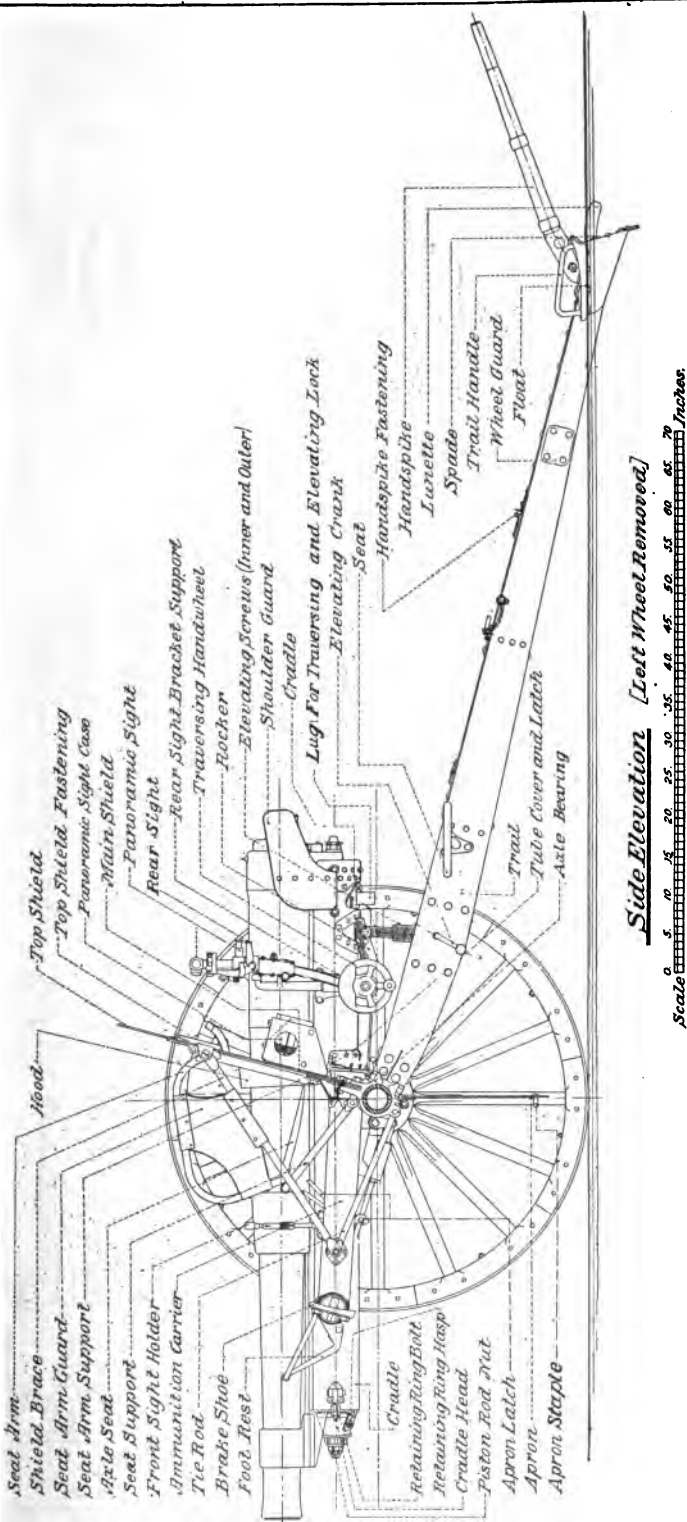 Seat Arm
Shield Brace
Seat Arm Guard
Seat Arm Support
Axle Seat
Seat Support
Front Sight Holder
Ammunition Carrier
Tie Rod
Brake Shoe
Foot Rest
Hood
Top Shield
Top Shield Fastening
Panoramic Sight Case
Main Shield
Panoramic Sight
Rear Sight
Rear Sight Bracket Support
Traversing Handwheel
Rocker
Elevating Screws (Inner and Outer)
Shoulder Guard
Cradle
Lug For Traversing and Elevating Lock
Elevating Crank
Seat
Handspike Fastening
Handspike
Lunette
Spade
Trail Handle
Wheel Guard
Float
Cradle
Retaining Ring Bolt
Retaining Ring Hasp
Cradle Head
Piston Rod Nut
Apron Latch
Apron
Apron Staple
Trail
Tube Cover and Latch
Axle Bearing
Side Elevation [Left Wheel Removed]
Scale 0 5. 10. 15 20 25. 30 35. 40. 45. 50. 55 60 65. 70 Inches.